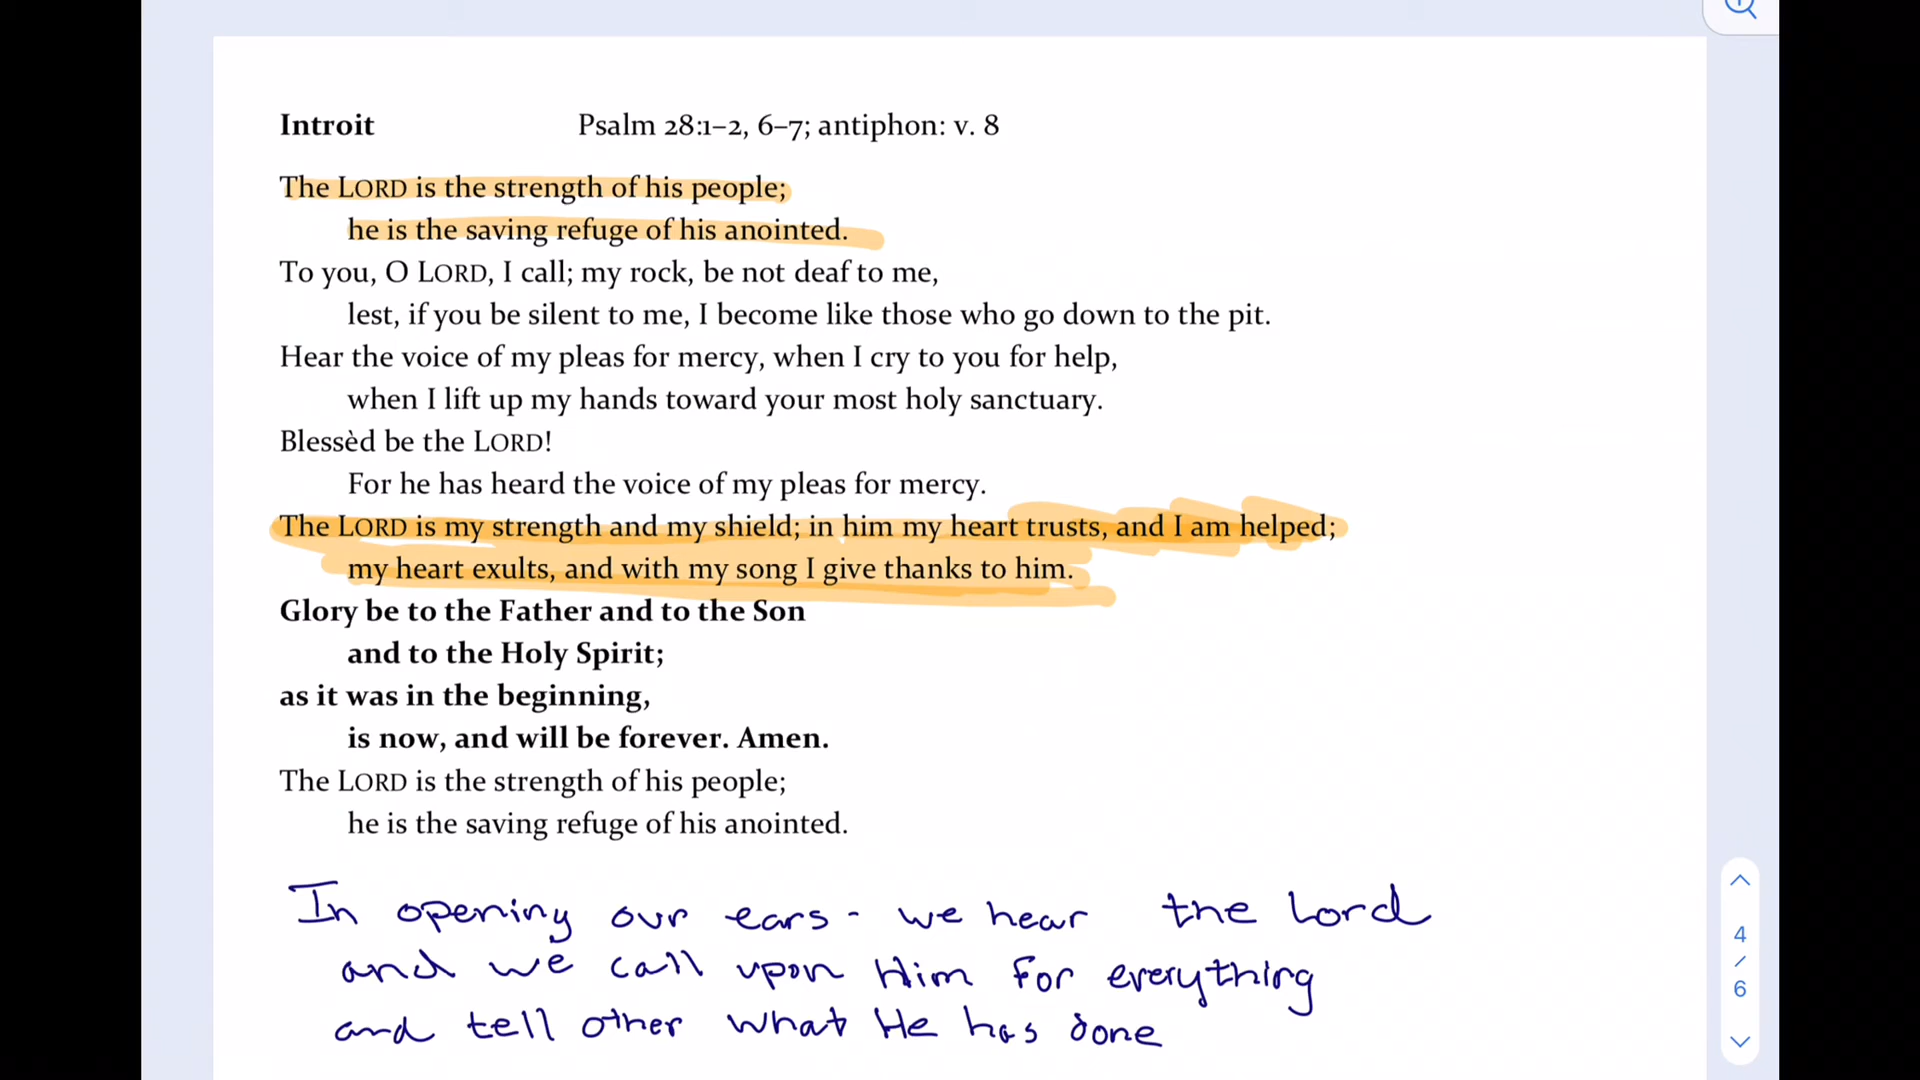 Introit Psalm 28:1–2, 6–7; antiphon: v. 8
The LORD is the strength of his people;
he is the saving refuge of his anointed.
To you, O LORD, I call; my rock, be not deaf to me,
lest, if you be silent to me, I become like those who go down to the pit.
Hear the voice of my pleas for mercy, when I cry to you for help,
when I lift up my hands toward your most holy sanctuary.
Blessèd be the LORD!
For he has heard the voice of my pleas for mercy.
The LORD is my strength and my shield; in him my heart trusts, and I am helped;
my heart exults, and with my song I give thanks to him.
Glory be to the Father and to the Son
and to the Holy Spirit;
as it was in the beginning,
is now, and will be forever. Amen.
The LORD is the strength of his people;
he is the saving refuge of his anointed.
In opening our ears - we hear the Lord
and we call upon Him for everything
and tell other what He has done
4
/
6